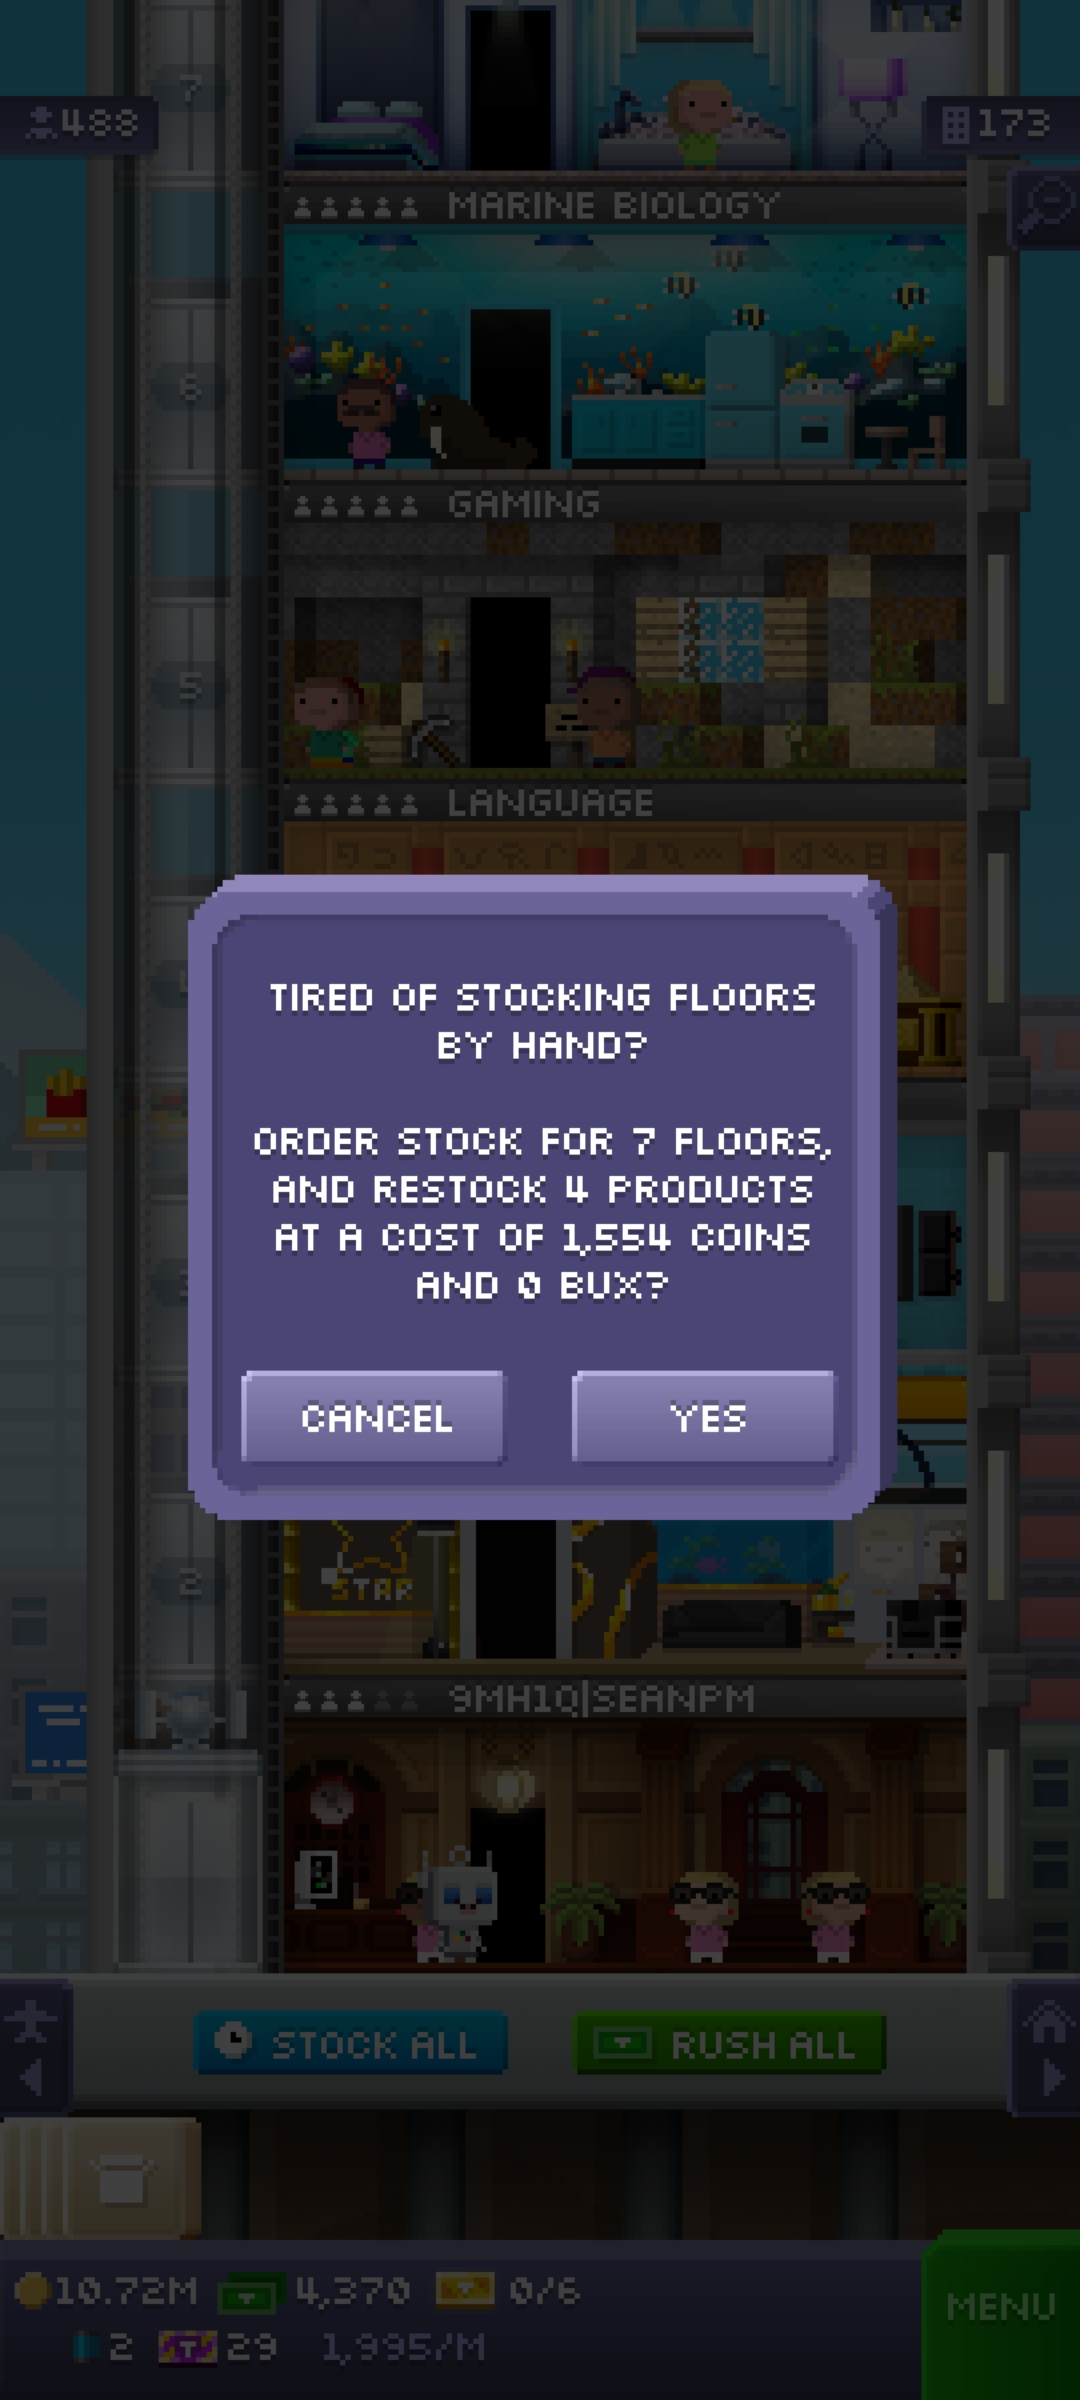 7
488
173
MARINE BIOLOGY
6
GAMING
5
LANGUAGE
TIRED OF STOCKING FLOORS
BY HAND?
ORDER STOCK FOR 7 FLOORS,
AND RESTOCK 4 PRODUCTS
AT A COST OF 1,554 COINS
AND 0 BUX?
CANCEL
YES
STAR
2
9MH1Q|SEANPM
STOCK ALL
RUSH ALL
10.72M
4,370
0/6
2
29
1,995/M
MENU